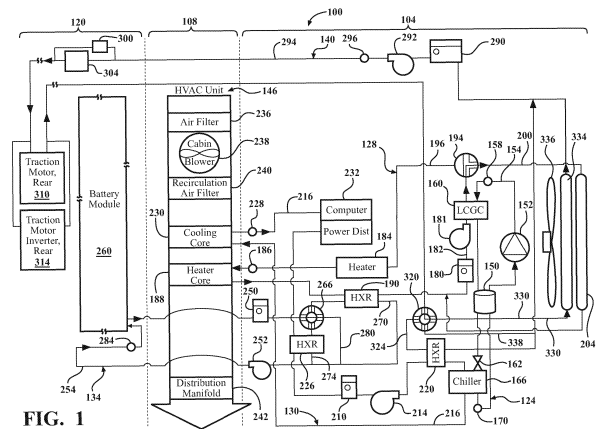 120
108
100
104
300
304
294
140
296
292
290
HVAC Unit
146
Air Filter
236
Cabin
Blower
238
128
196
194
158
154
200
336
334
Traction
Motor, Rear
310
Battery
Module
260
Recirculation
Air Filter
240
232
216
228
Computer
Power Dist
160
LCGC
152
230
Traction
Motor
Inverter, Rear
314
Cooling
Core
186
184
181
182
Heater
Heater
Core
188
190
180
150
250
266
HXR
270
320
330
204
284
280
324
338
330
252
HXR
226
274
HXR
220
162
Chiller
166
254
134
Distribution
Manifold
242
210
214
124
130
216
170
FIG. 1